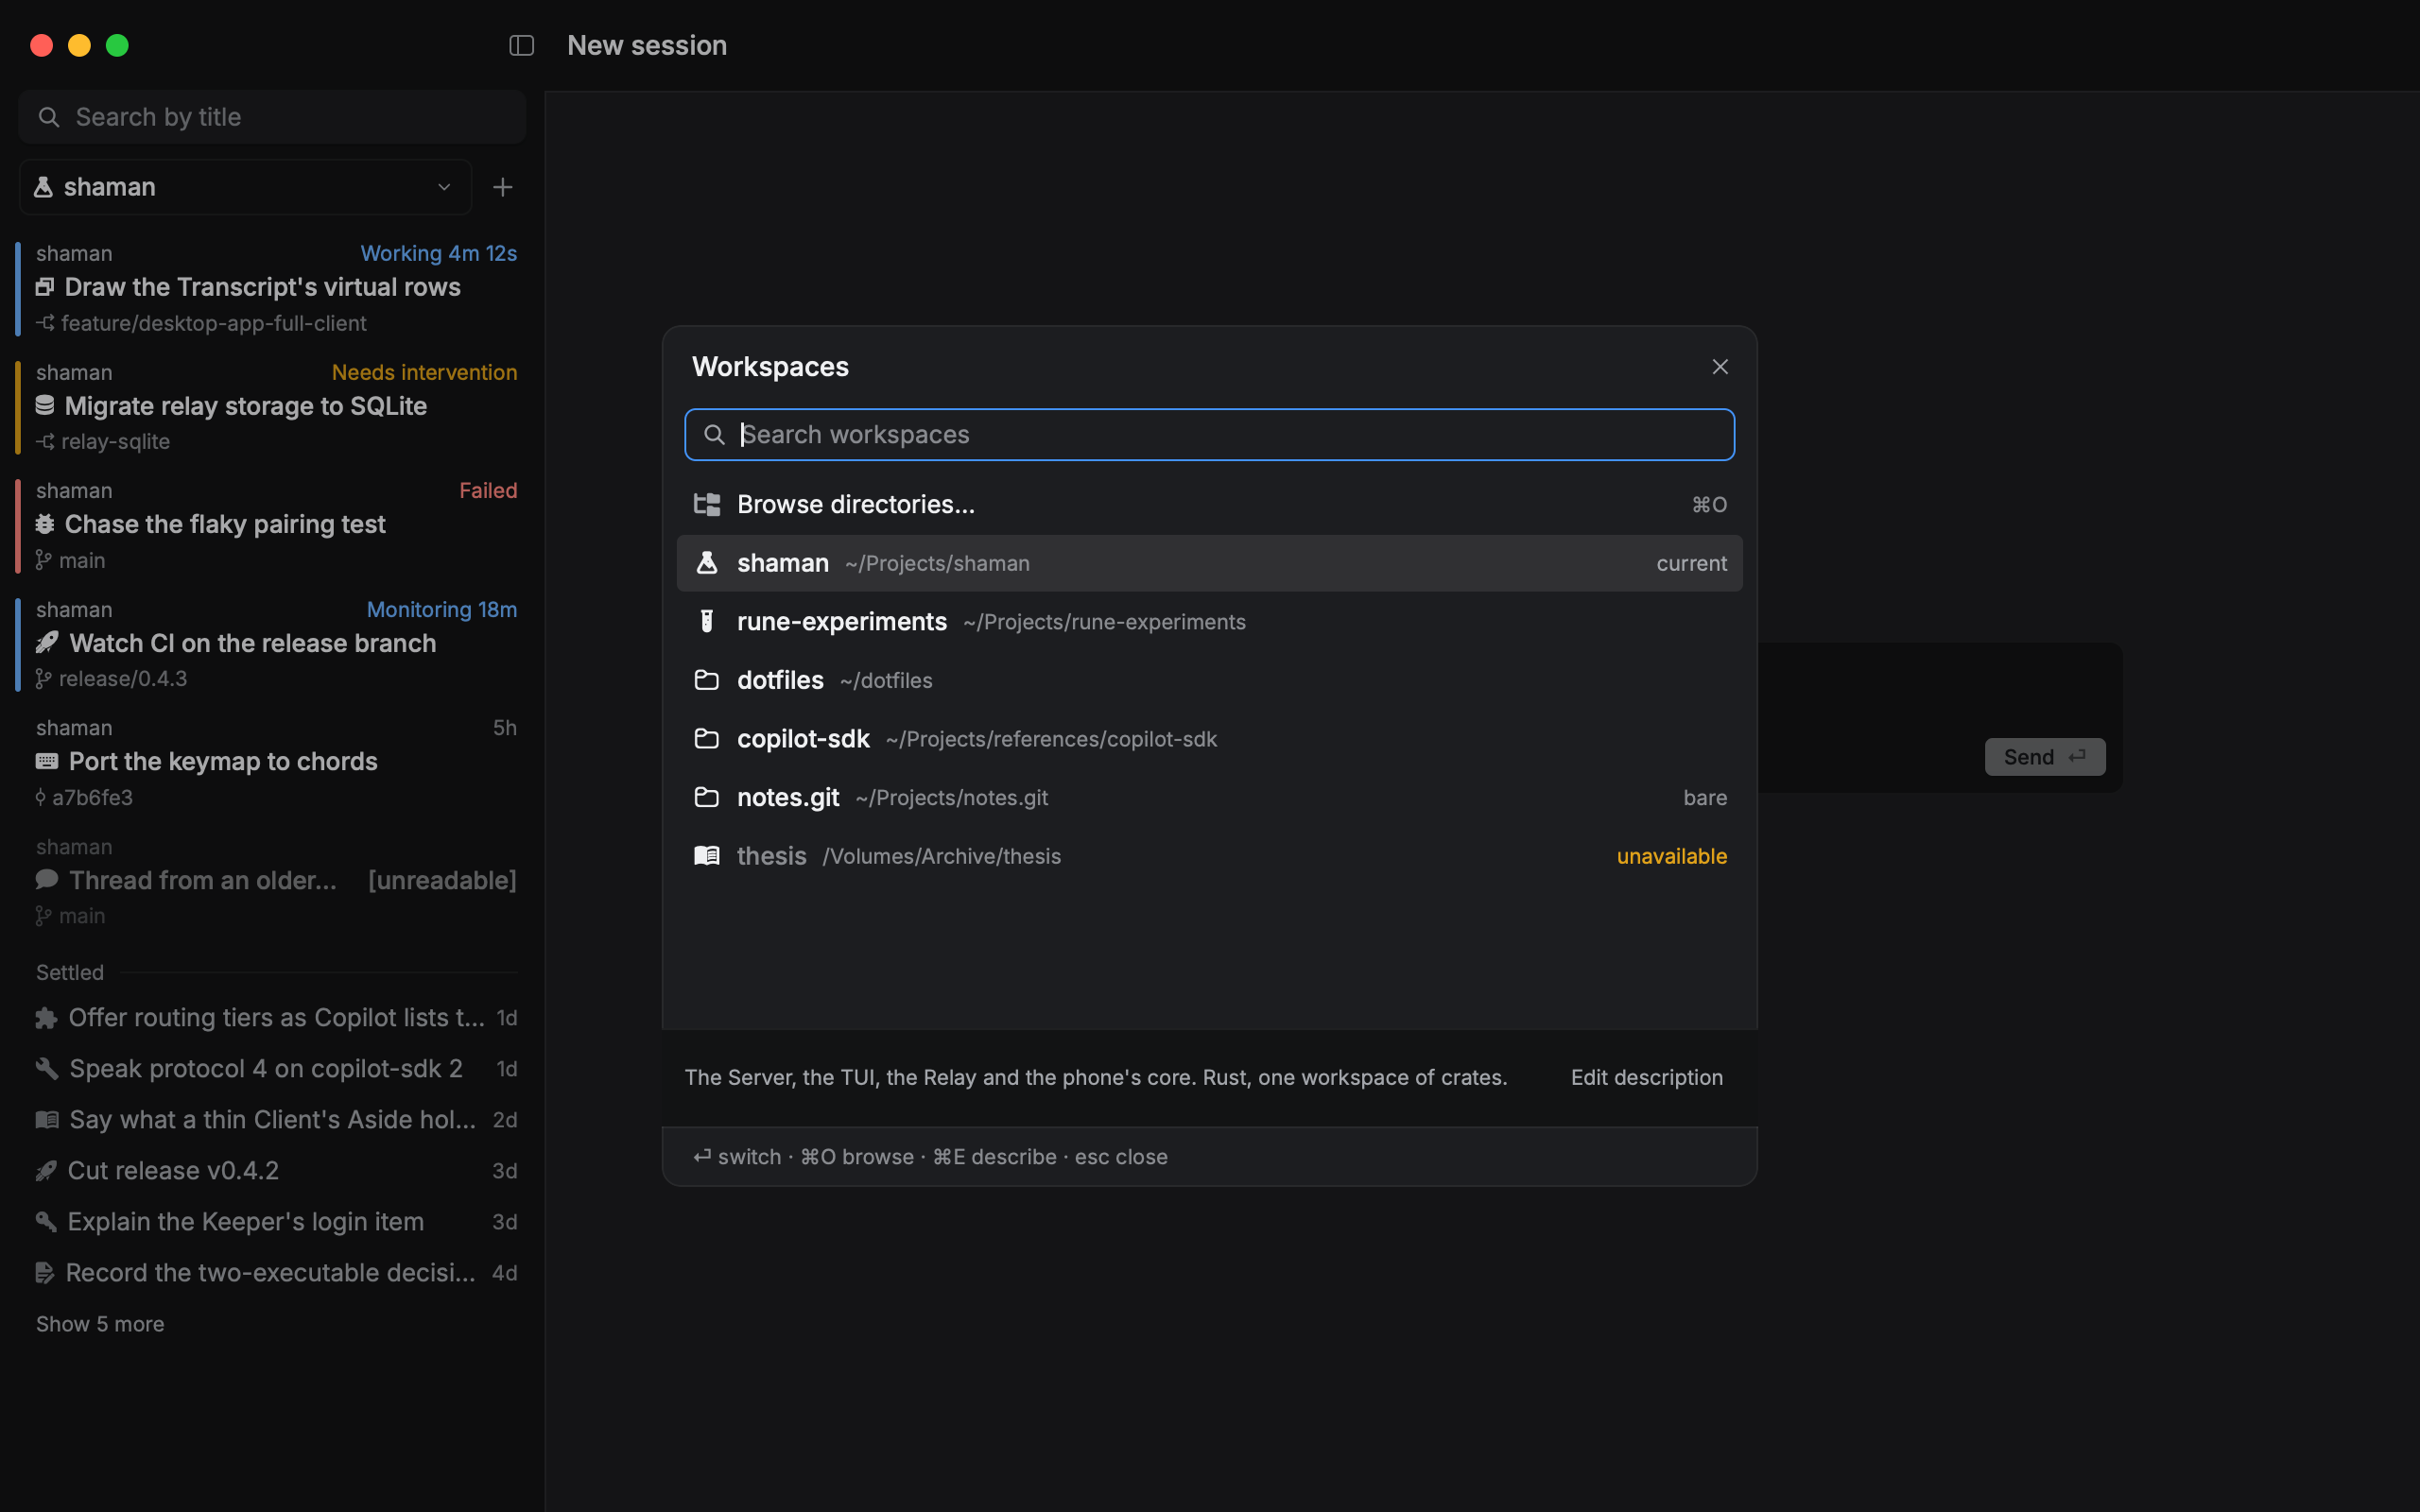 New session
Search by title
shaman
shaman Working 4m 12s
Draw the Transcript's virtual rows
feature/desktop-app-full-client
shaman Needs intervention
Migrate relay storage to SQLite
relay-sqlite
shaman Failed
Chase the flaky pairing test
main
shaman Monitoring 18m
Watch CI on the release branch
release/0.4.3
shaman 5h
Port the keymap to chords
a7b6fe3
shaman
Thread from an older... [unreadable]
main
Settled
Offer routing tiers as Copilot lists t... 1d
Speak protocol 4 on copilot-sdk 2 1d
Say what a thin Client's Aside hol... 2d
Cut release v0.4.2 3d
Explain the Keeper's login item 3d
Record the two-executable decisi... 4d
Show 5 more
Workspaces
Search workspaces
Browse directories... ⌘O
shaman ~/Projects/shaman current
rune-experiments ~/Projects/rune-experiments
dotfiles ~/dotfiles
copilot-sdk ~/Projects/references/copilot-sdk
notes.git ~/Projects/notes.git bare
thesis /Volumes/Archive/thesis unavailable
The Server, the TUI, the Relay and the phone's core. Rust, one workspace of crates. Edit description
⏎ switch · ⌘O browse · ⌘E describe · esc close
Send ⏎